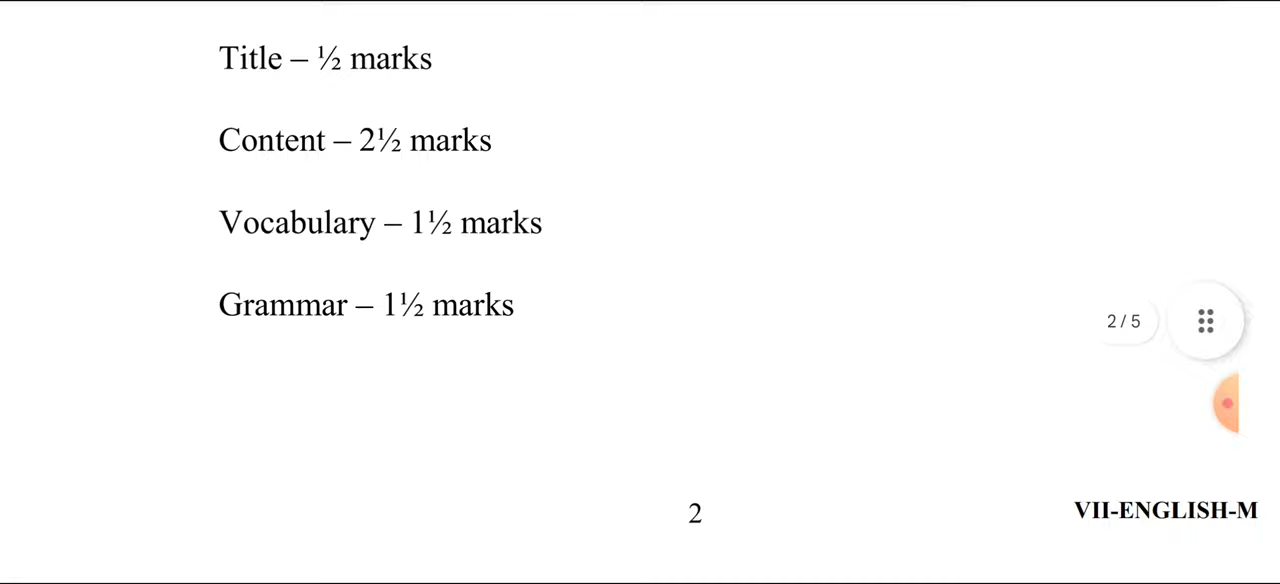 Title – ½ marks
Content – 2½ marks
Vocabulary – 1½ marks
Grammar – 1½ marks
2 / 5
2
VII-ENGLISH-M